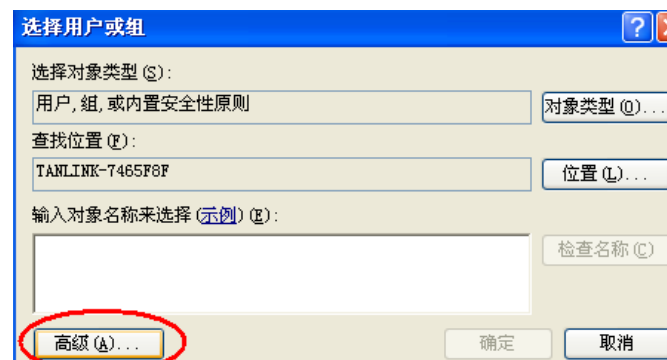 选择用户或组
选择对象类型(S):
用户,组,或内置安全性原则
对象类型(O)...
查找位置(F):
TANLINK-7465F8F
位置(L)...
输入对象名称来选择(示例)(E):
检查名称(C)
高级(A)...
确定
取消